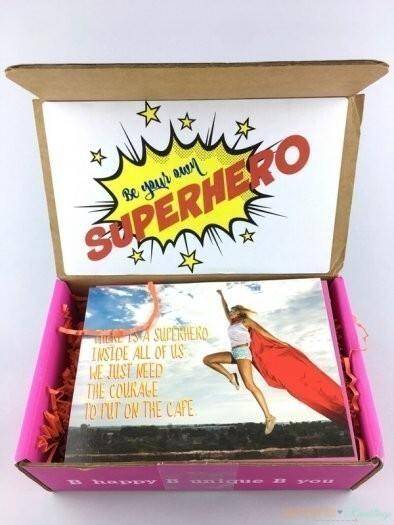 Be your own
SUPERHERO
THERE IS A SUPERHERO
INSIDE ALL OF US
WE JUST NEED
THE COURAGE
TO PUT ON THE CAPE.
B happy B unique B you